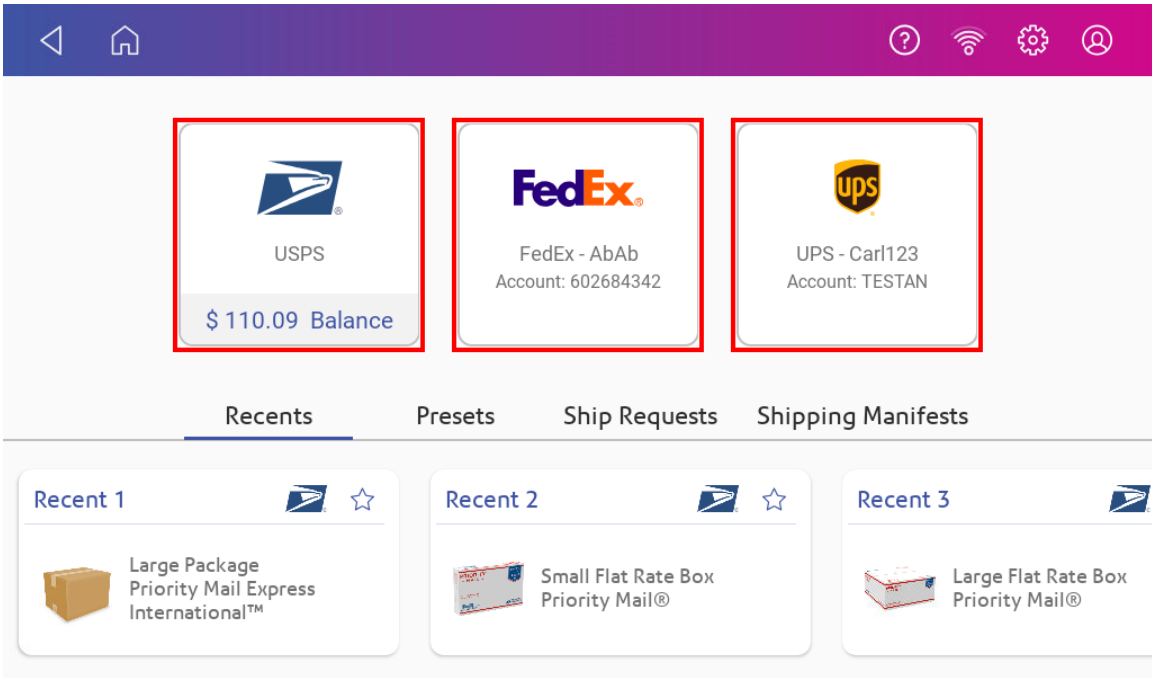 USPS
$ 110.09 Balance
FedEx®
FedEx - AbAb
Account: 602684342
ups
UPS - Carl123
Account: TESTAN
Recents
Presets
Ship Requests
Shipping Manifests
Recent 1
Large Package
Priority Mail Express
International™
Recent 2
PRIORITY
Small Flat Rate Box
Priority Mail®
Recent 3
Large Flat Rate Box
Priority Mail®